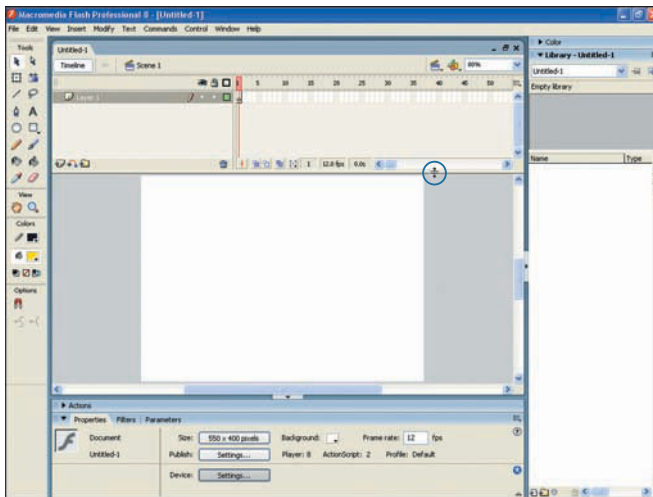 Macromedia Flash Professional 8 - [Untitled-1]
File Edit View Insert Modify Text Commands Control Window Help
Tools
View
Colors
Options
Untitled-1
Timeline Scene 1 80%
1 5 10 15 20 25 30 35 40 45 50
Layer 1
1 12.0 fps 0.0s
Actions
Properties Filters Parameters
Document
Untitled-1
Size: 550 x 400 pixels Background: Frame rate: 12 fps
Publish: Settings... Player: 8 ActionScript: 2 Profile: Default
Device: Settings...
Color
Library - Untitled-1
Untitled-1
Empty library
Name Type